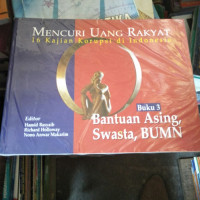 MENCURI UANG RAKYAT
16 Kajian Korupsi di Indonesia
Buku 3
Bantuan Asing,
Swasta, BUMN
Editor
Hamid Basyaib
Richard Holloway
Nono Anwar Makarim